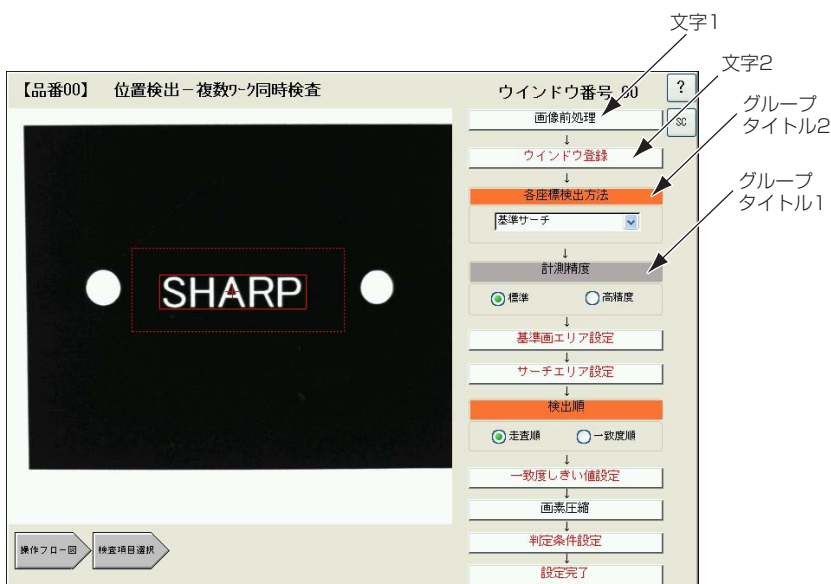 文字1
文字2
グループ
タイトル2
グループ
タイトル1
【品番00】 位置検出－複数ワーク同時検査
ウインドウ番号 00
?
SC
画像前処理
↓
ウインドウ登録
↓
各座標検出方法
基準サーチ
↓
計測精度
標準 高精度
↓
基準画エリア設定
↓
サーチエリア設定
↓
検出順
走査順 一致度順
↓
一致度しきい値設定
↓
画素圧縮
↓
判定条件設定
↓
設定完了
SHARP
操作フロー図 検査項目選択